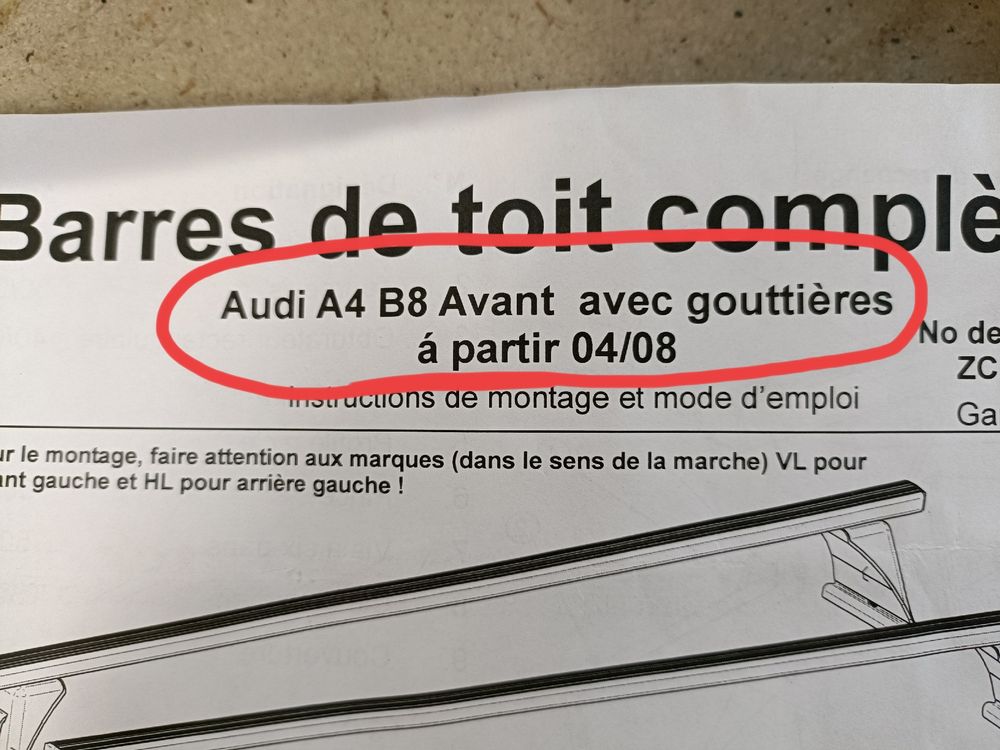 Barres de toit complè
Audi A4 B8 Avant avec gouttières
á partir 04/08
Instructions de montage et mode d'emploi
No de
ZC
Ga
ur le montage, faire attention aux marques (dans le sens de la marche) VL pour
ant gauche et HL pour arrière gauche !